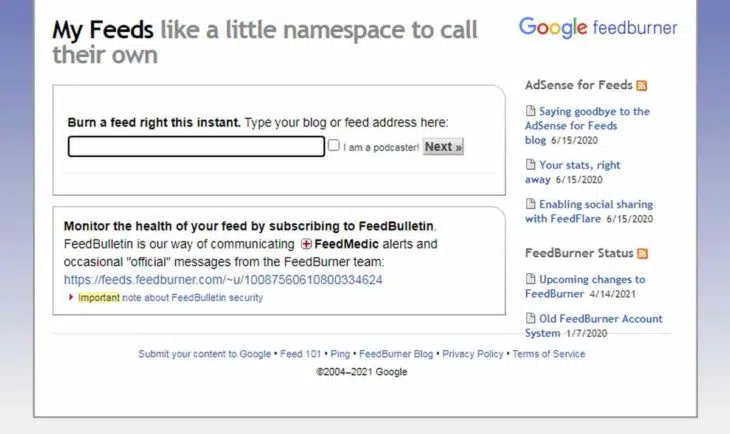 My Feeds like a little namespace to call
their own
Google feedburner
Burn a feed right this instant. Type your blog or feed address here:
I am a podcaster! Next »
Monitor the health of your feed by subscribing to FeedBulletin.
FeedBulletin is our way of communicating FeedMedic alerts and
occasional "official" messages from the FeedBurner team:
https://feeds.feedburner.com/~u/10087560610800334624
Important note about FeedBulletin security
AdSense for Feeds
Saying goodbye to the
AdSense for Feeds
blog 6/15/2020
Your stats, right
away 6/15/2020
Enabling social sharing
with FeedFlare 6/15/2020
FeedBurner Status
Upcoming changes to
FeedBurner 4/14/2021
Old FeedBurner Account
System 1/7/2020
Submit your content to Google • Feed 101 • Ping • FeedBurner Blog • Privacy Policy • Terms of Service
©2004–2021 Google